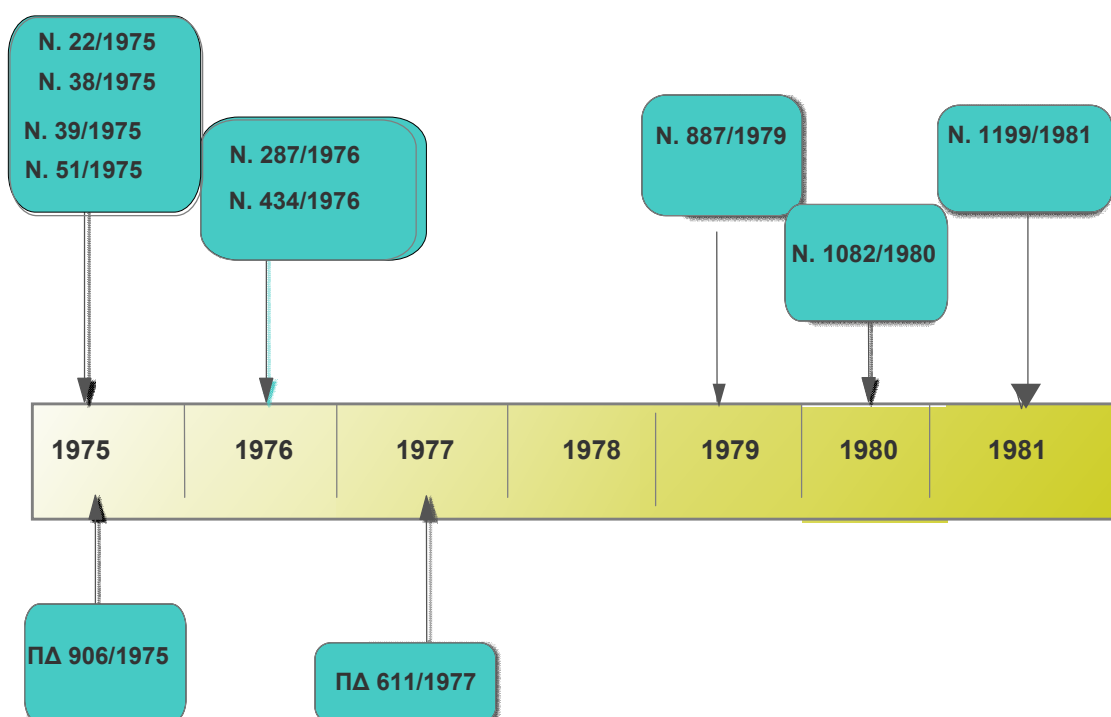 Ν. 22/1975
Ν. 38/1975
Ν. 39/1975
Ν. 51/1975
Ν. 287/1976
Ν. 434/1976
Ν. 887/1979
Ν. 1082/1980
Ν. 1199/1981
1975
1976
1977
1978
1979
1980
1981
ΠΔ 906/1975
ΠΔ 611/1977